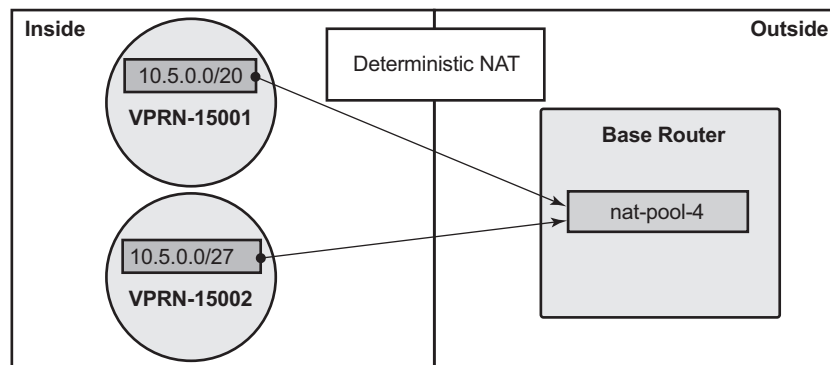 Inside
Outside
Deterministic NAT
10.5.0.0/20
VPRN-15001
Base Router
nat-pool-4
10.5.0.0/27
VPRN-15002